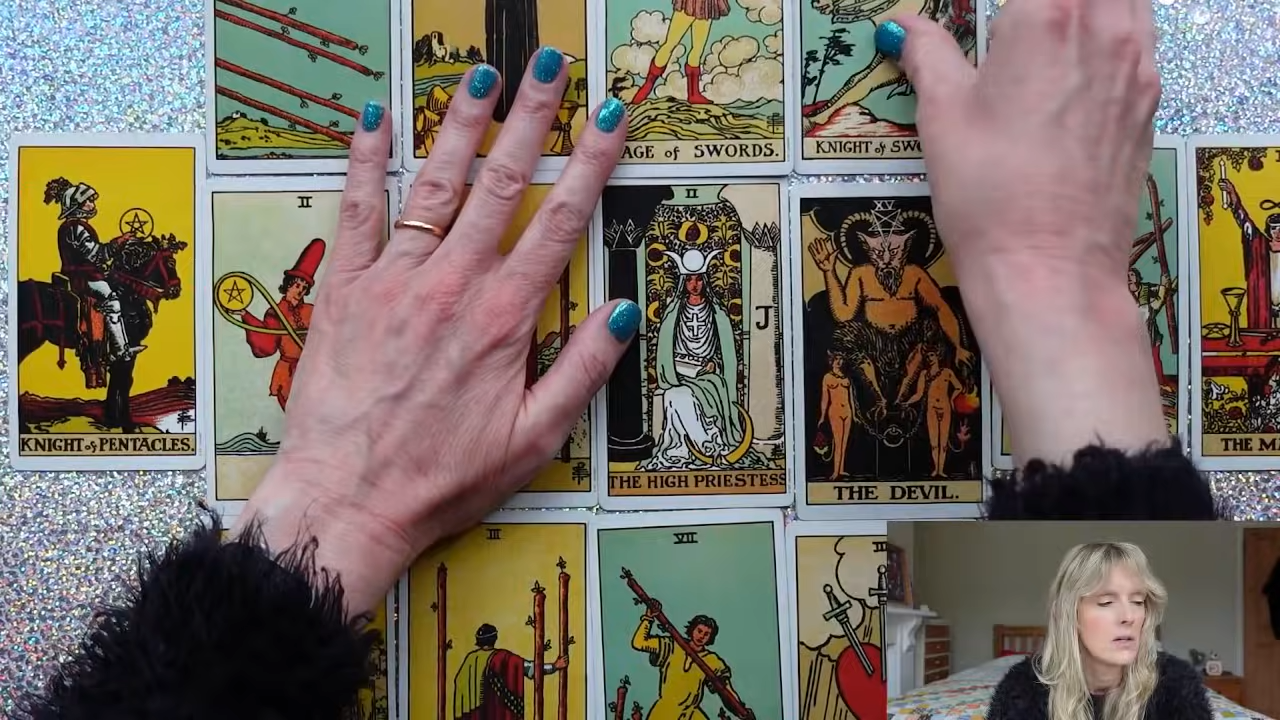 AGE of SWORDS.
KNIGHT of SWO
II
II
XV
J
KNIGHT of PENTACLES.
THE HIGH PRIESTESS
THE DEVIL.
THE M
III
VII